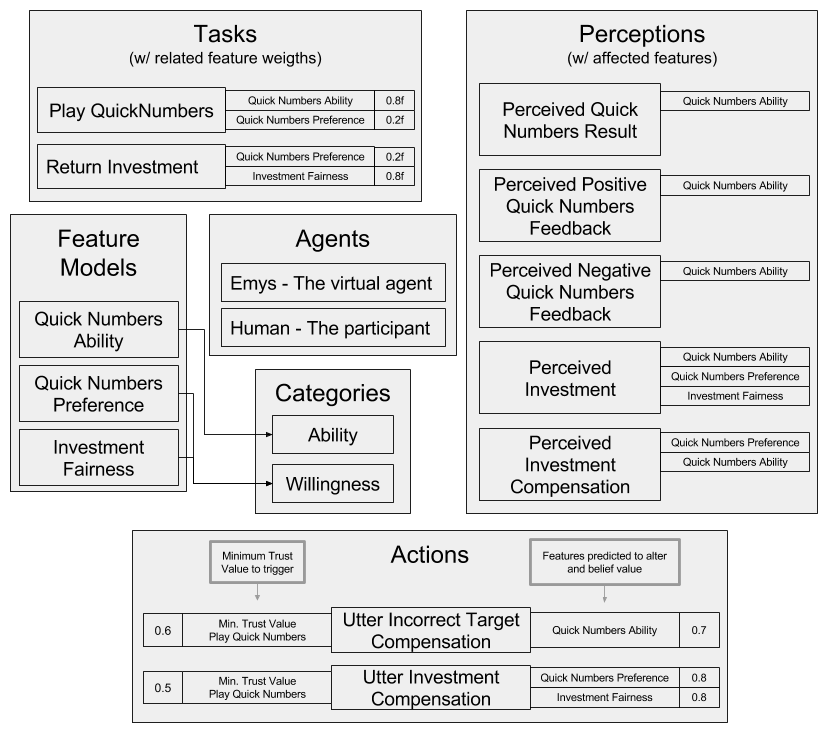 Tasks
(w/ related feature weigths)
Play QuickNumbers
Quick Numbers Ability
0.8f
Quick Numbers Preference
0.2f
Return Investment
Quick Numbers Preference
0.2f
Investment Fairness
0.8f
Perceptions
(w/ affected features)
Perceived Quick
Numbers Result
Quick Numbers Ability
Perceived Positive
Quick Numbers
Feedback
Quick Numbers Ability
Perceived Negative
Quick Numbers
Feedback
Quick Numbers Ability
Perceived
Investment
Quick Numbers Ability
Quick Numbers Preference
Investment Fairness
Perceived
Investment
Compensation
Quick Numbers Preference
Quick Numbers Ability
Feature
Models
Quick Numbers
Ability
Quick Numbers
Preference
Investment
Fairness
Agents
Emys - The virtual agent
Human - The participant
Categories
Ability
Willingness
Actions
Minimum Trust
Value to trigger
Features predicted to alter
and belief value
0.6
Min. Trust Value
Play Quick Numbers
Utter Incorrect Target
Compensation
Quick Numbers Ability
0.7
0.5
Min. Trust Value
Play Quick Numbers
Utter Investment
Compensation
Quick Numbers Preference
0.8
Investment Fairness
0.8